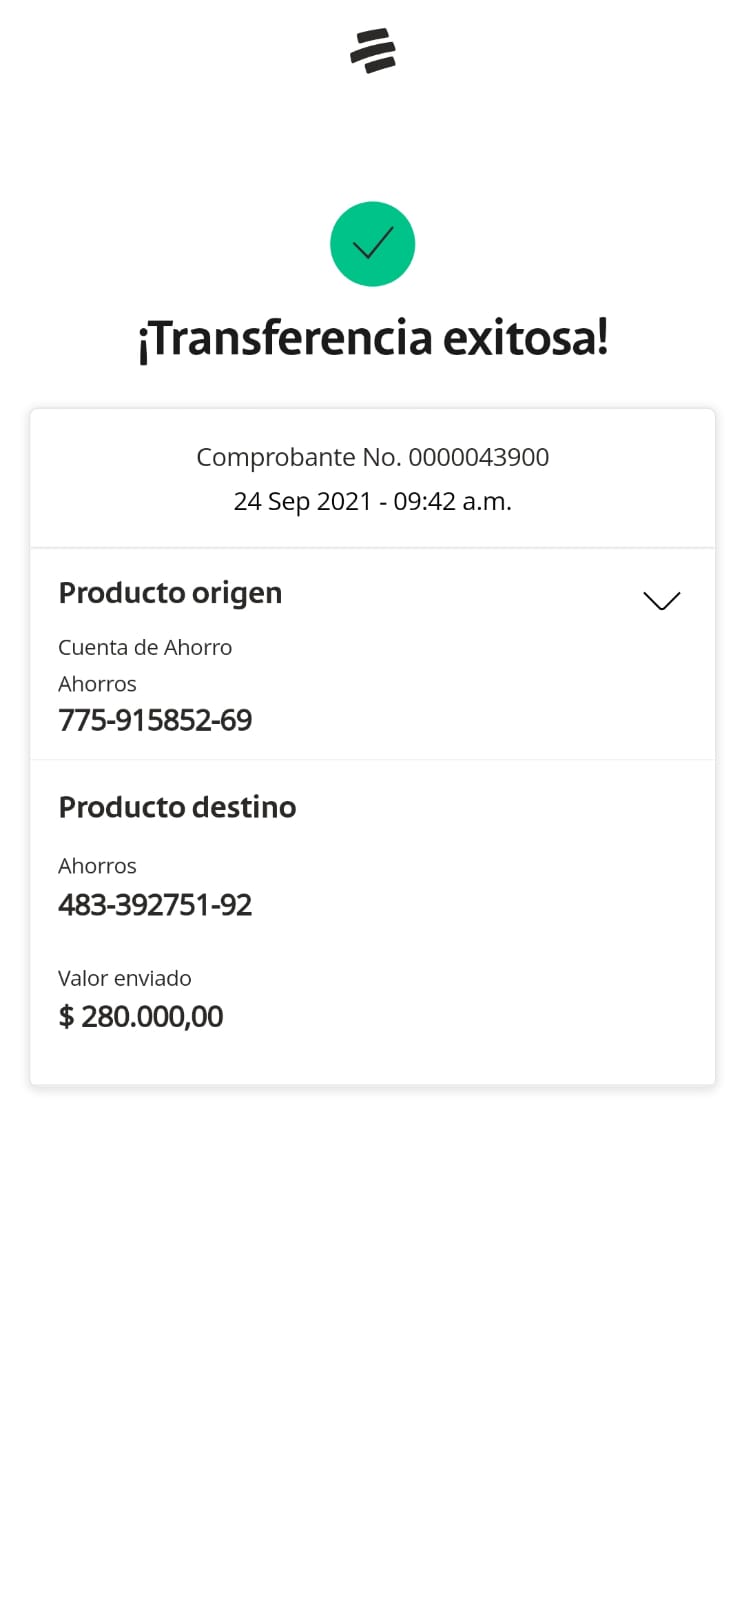 ¡Transferencia exitosa!
Comprobante No. 0000043900
24 Sep 2021 - 09:42 a.m.
Producto origen
Cuenta de Ahorro
Ahorros
775-915852-69
Producto destino
Ahorros
483-392751-92
Valor enviado
$ 280.000,00